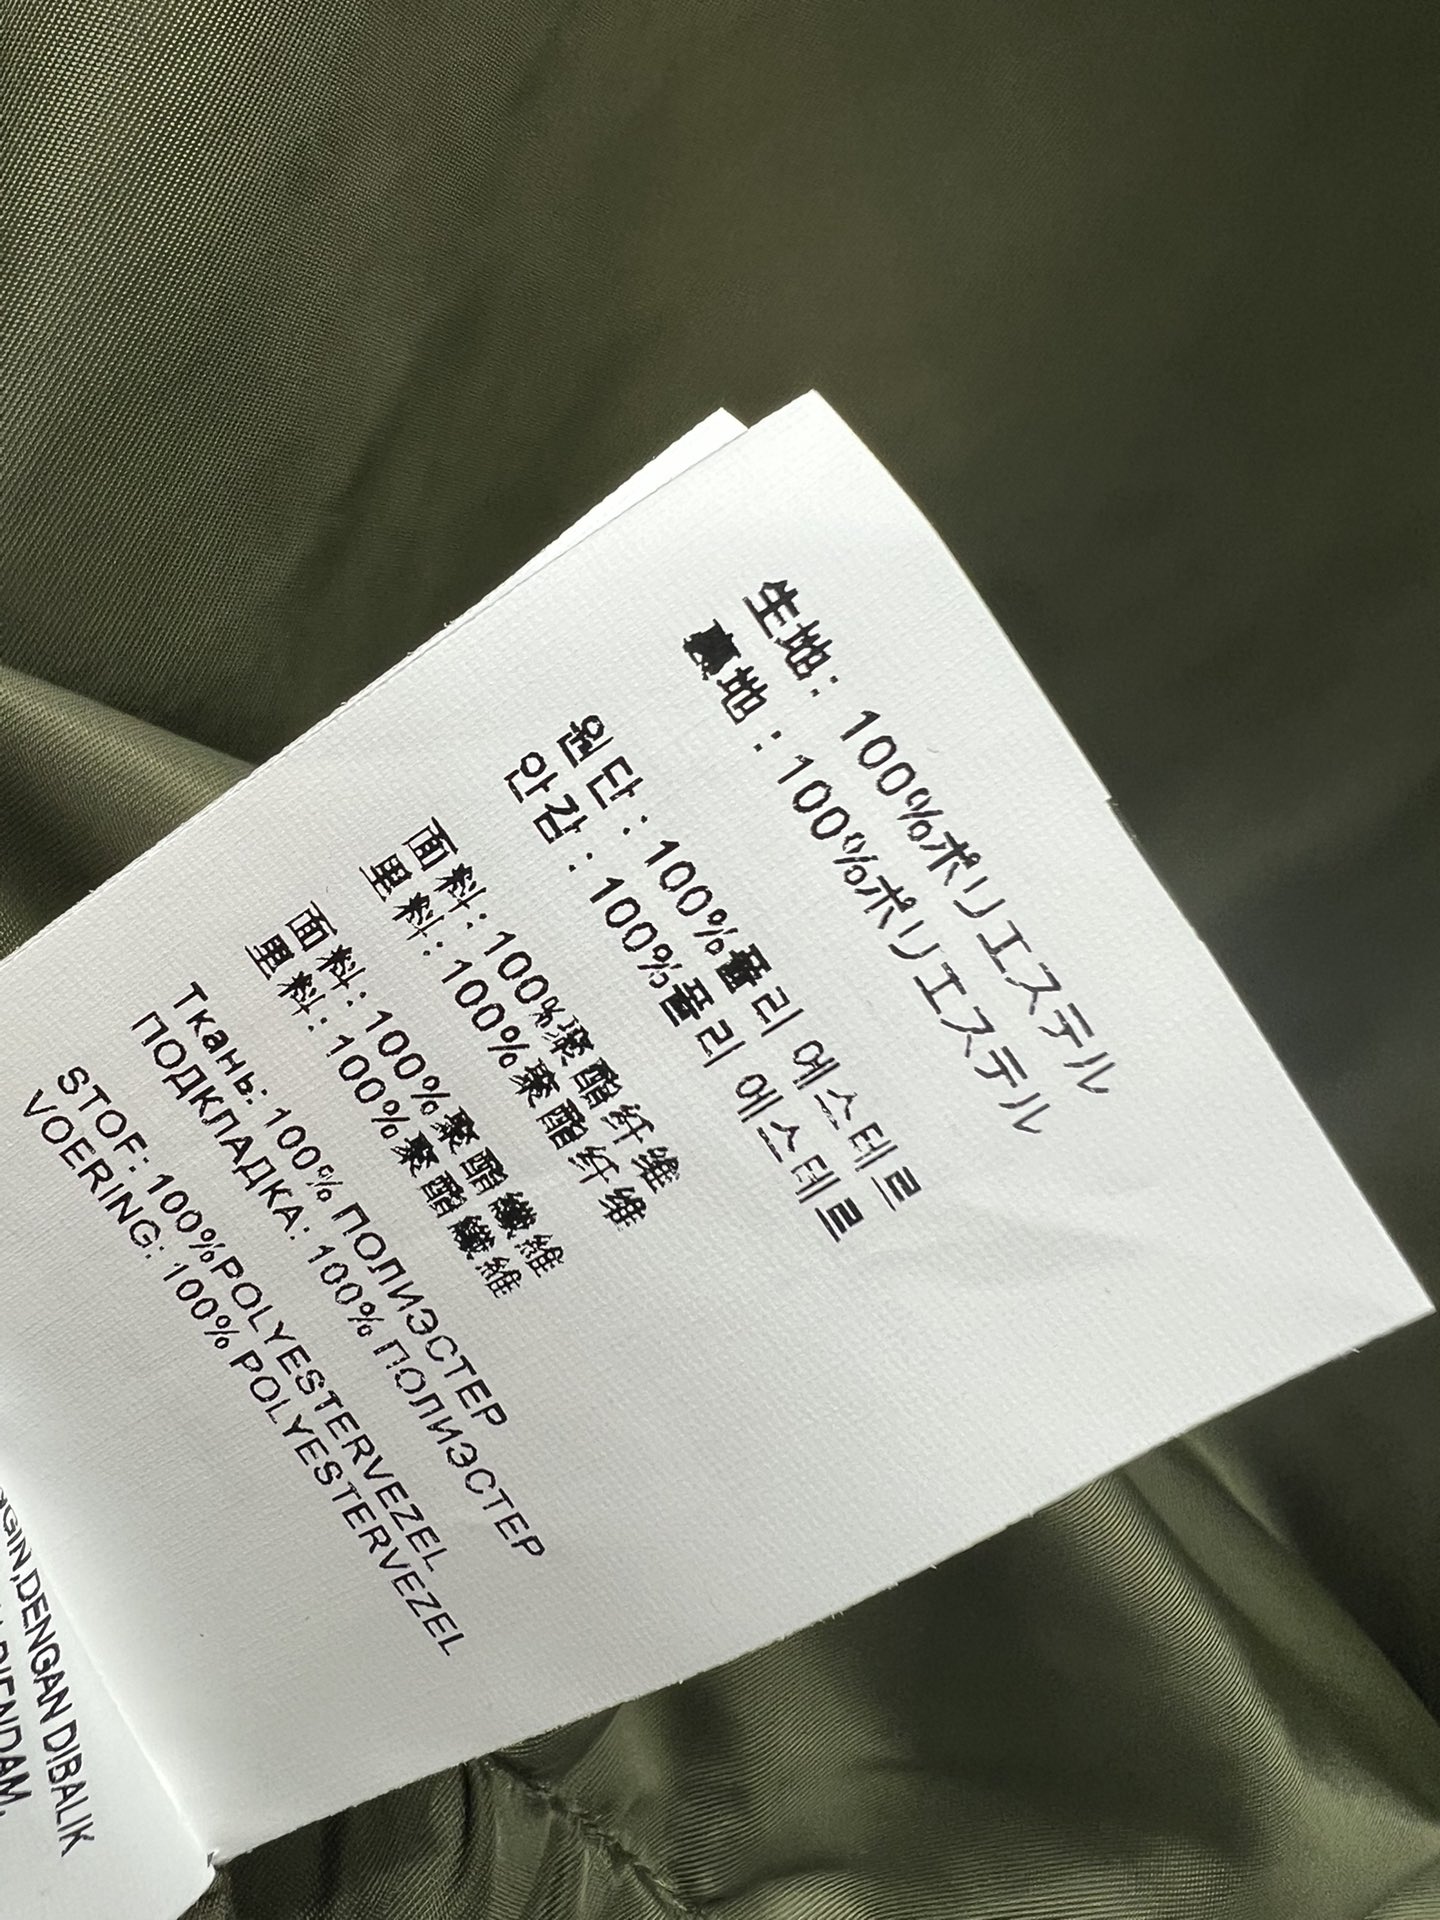 生地: 100%ポリエステル
裏地: 100%ポリエステル
원단: 100%폴리 에스테르
안감: 100%폴리 에스테르
面料: 100%聚酯纤维
里料: 100%聚酯纤维
面料: 100%聚酯纖維
里料: 100%聚酯纖維
Ткань: 100% ПОЛИЭСТЕР
ПОДКЛАДКА: 100% ПОЛИЭСТЕР
STOF: 100%POLYESTERVEZEL
VOERING: 100% POLYESTERVEZEL
,DENGAN DIBALIK